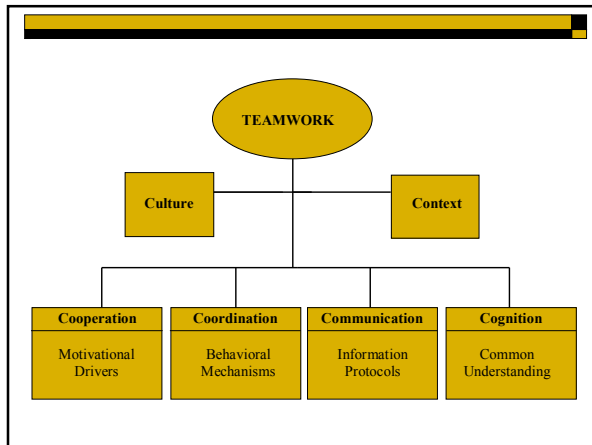 TEAMWORK
Culture
Context
Cooperation
Motivational
Drivers
Coordination
Behavioral
Mechanisms
Communication
Information
Protocols
Cognition
Common
Understanding